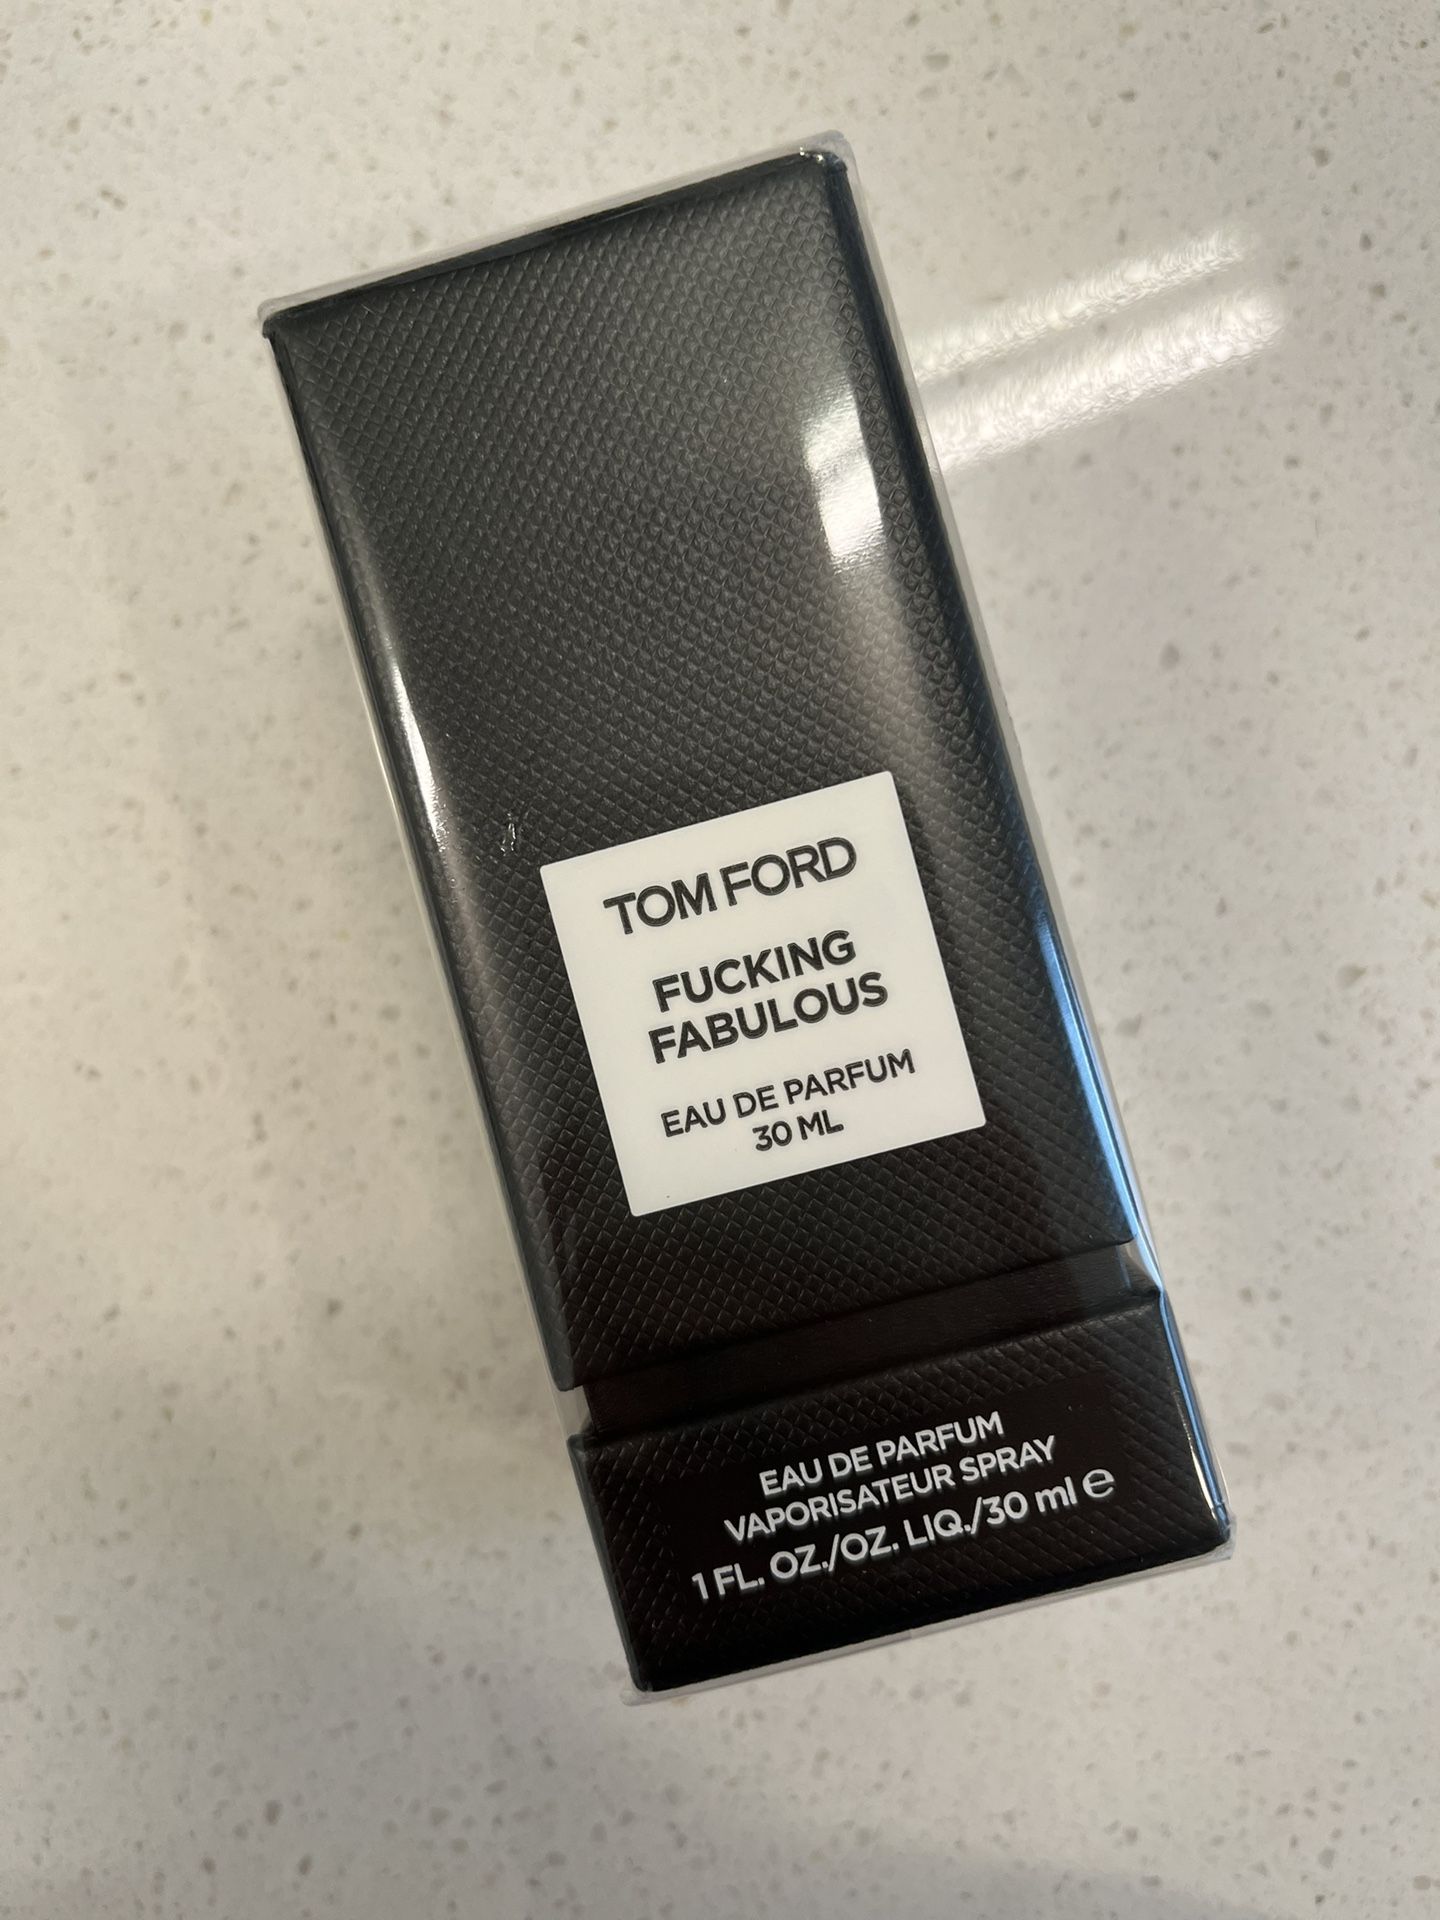 TOM FORD
FUCKING
FABULOUS
EAU DE PARFUM
30 ML
EAU DE PARFUM
VAPORISATEUR SPRAY
1 FL. OZ./OZ. LIQ./30 ml ℮